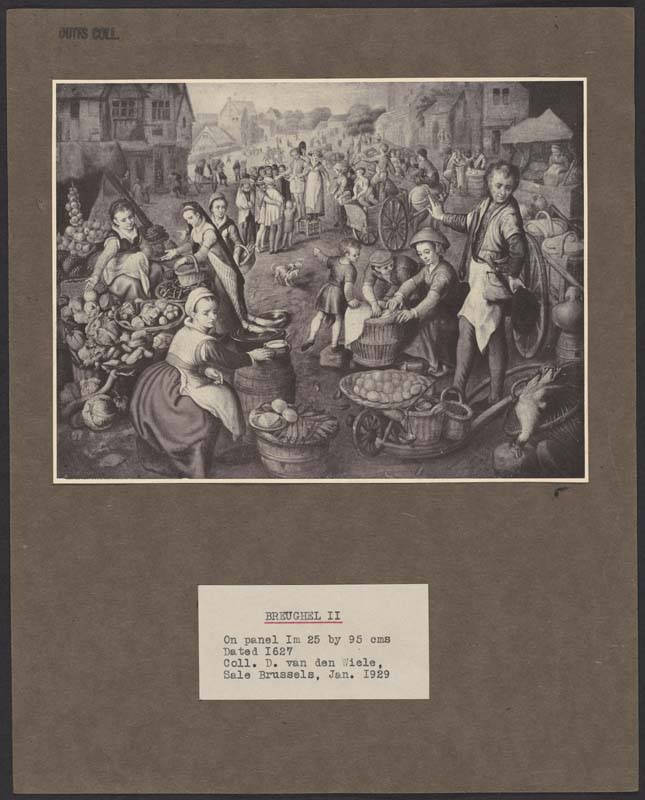 DUITS COLL.
BREUGHEL II
On panel Im 25 by 95 cms
Dated I627
Coll. D. van den Wiele,
Sale Brussels, Jan. I929